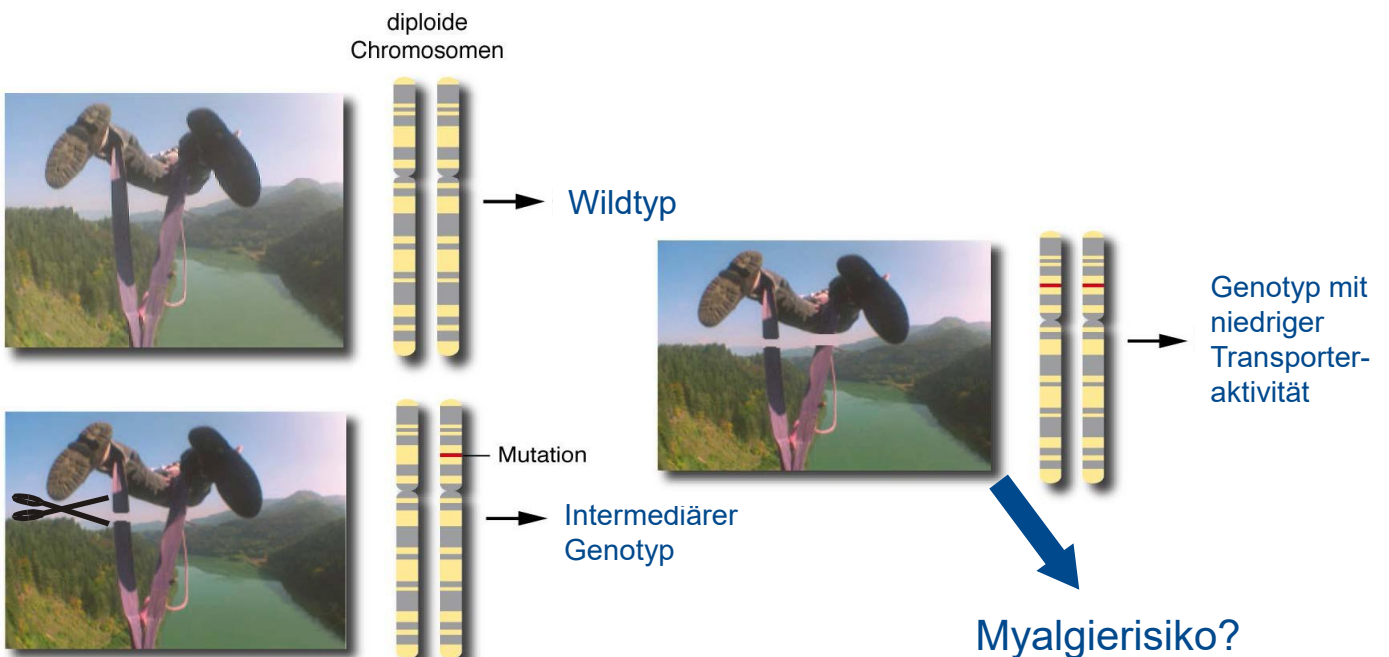 diploide
Chromosomen
Wildtyp
Mutation
Intermediärer
Genotyp
Genotyp mit
niedriger
Transporter-
aktivität
Myalgierisiko?